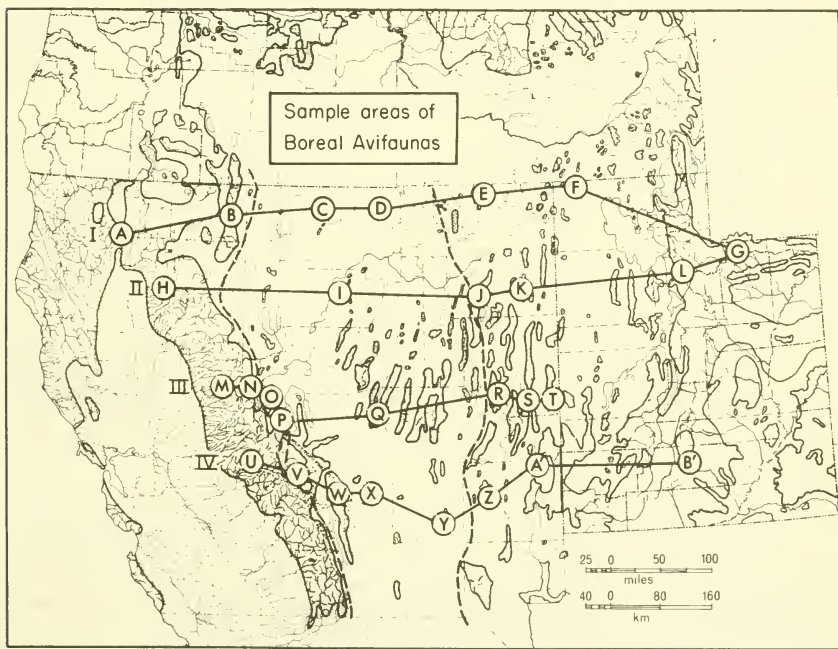 Sample areas of
Boreal Avifaunas
I
A
B
C
D
E
F
G
II
H
I
J
K
L
III
M
N
O
P
Q
R
S
T
IV
U
V
W
X
Y
Z
A'
B'
25 0 50 100
miles
40 0 80 160
km